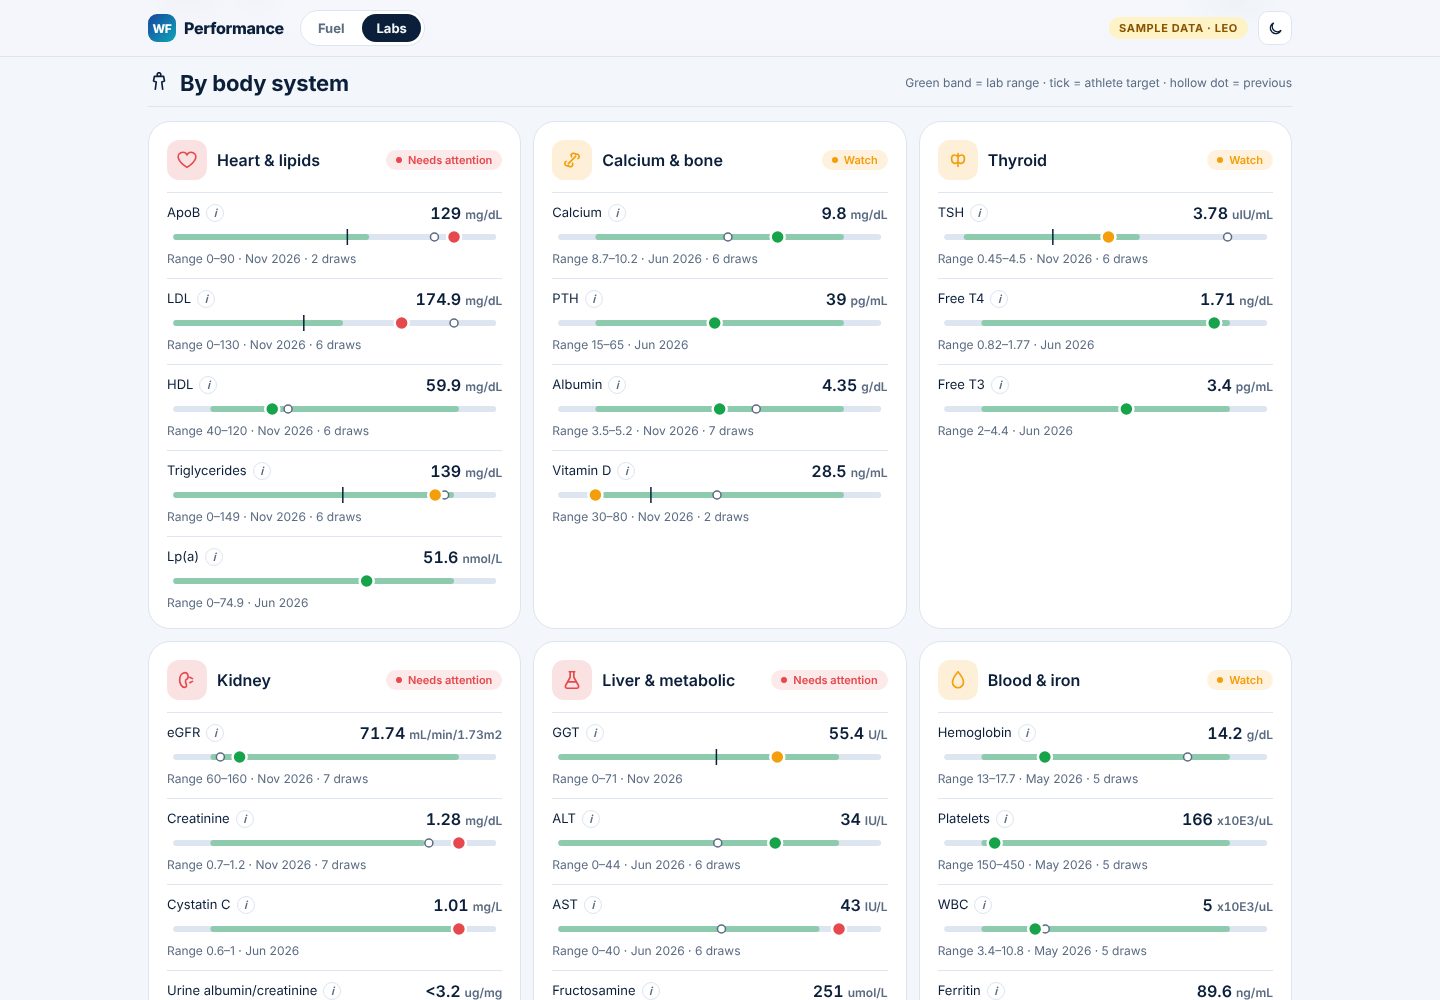 WF Performance Fuel Labs SAMPLE DATA · LEO
By body system Green band = lab range · tick = athlete target · hollow dot = previous
Heart & lipids Needs attention
ApoB i 129 mg/dL
Range 0–90 · Nov 2026 · 2 draws
LDL i 174.9 mg/dL
Range 0–130 · Nov 2026 · 6 draws
HDL i 59.9 mg/dL
Range 40–120 · Nov 2026 · 6 draws
Triglycerides i 139 mg/dL
Range 0–149 · Nov 2026 · 6 draws
Lp(a) i 51.6 nmol/L
Range 0–74.9 · Jun 2026
Calcium & bone Watch
Calcium i 9.8 mg/dL
Range 8.7–10.2 · Jun 2026 · 6 draws
PTH i 39 pg/mL
Range 15–65 · Jun 2026
Albumin i 4.35 g/dL
Range 3.5–5.2 · Nov 2026 · 7 draws
Vitamin D i 28.5 ng/mL
Range 30–80 · Nov 2026 · 2 draws
Thyroid Watch
TSH i 3.78 uIU/mL
Range 0.45–4.5 · Nov 2026 · 6 draws
Free T4 i 1.71 ng/dL
Range 0.82–1.77 · Jun 2026
Free T3 i 3.4 pg/mL
Range 2–4.4 · Jun 2026
Kidney Needs attention
eGFR i 71.74 mL/min/1.73m2
Range 60–160 · Nov 2026 · 7 draws
Creatinine i 1.28 mg/dL
Range 0.7–1.2 · Nov 2026 · 7 draws
Cystatin C i 1.01 mg/L
Range 0.6–1 · Jun 2026
Urine albumin/creatinine i <3.2 ug/mg
Liver & metabolic Needs attention
GGT i 55.4 U/L
Range 0–71 · Nov 2026
ALT i 34 IU/L
Range 0–44 · Jun 2026 · 6 draws
AST i 43 IU/L
Range 0–40 · Jun 2026 · 6 draws
Fructosamine i 251 umol/L
Blood & iron Watch
Hemoglobin i 14.2 g/dL
Range 13–17.7 · May 2026 · 5 draws
Platelets i 166 x10E3/uL
Range 150–450 · May 2026 · 5 draws
WBC i 5 x10E3/uL
Range 3.4–10.8 · May 2026 · 5 draws
Ferritin i 89.6 ng/mL